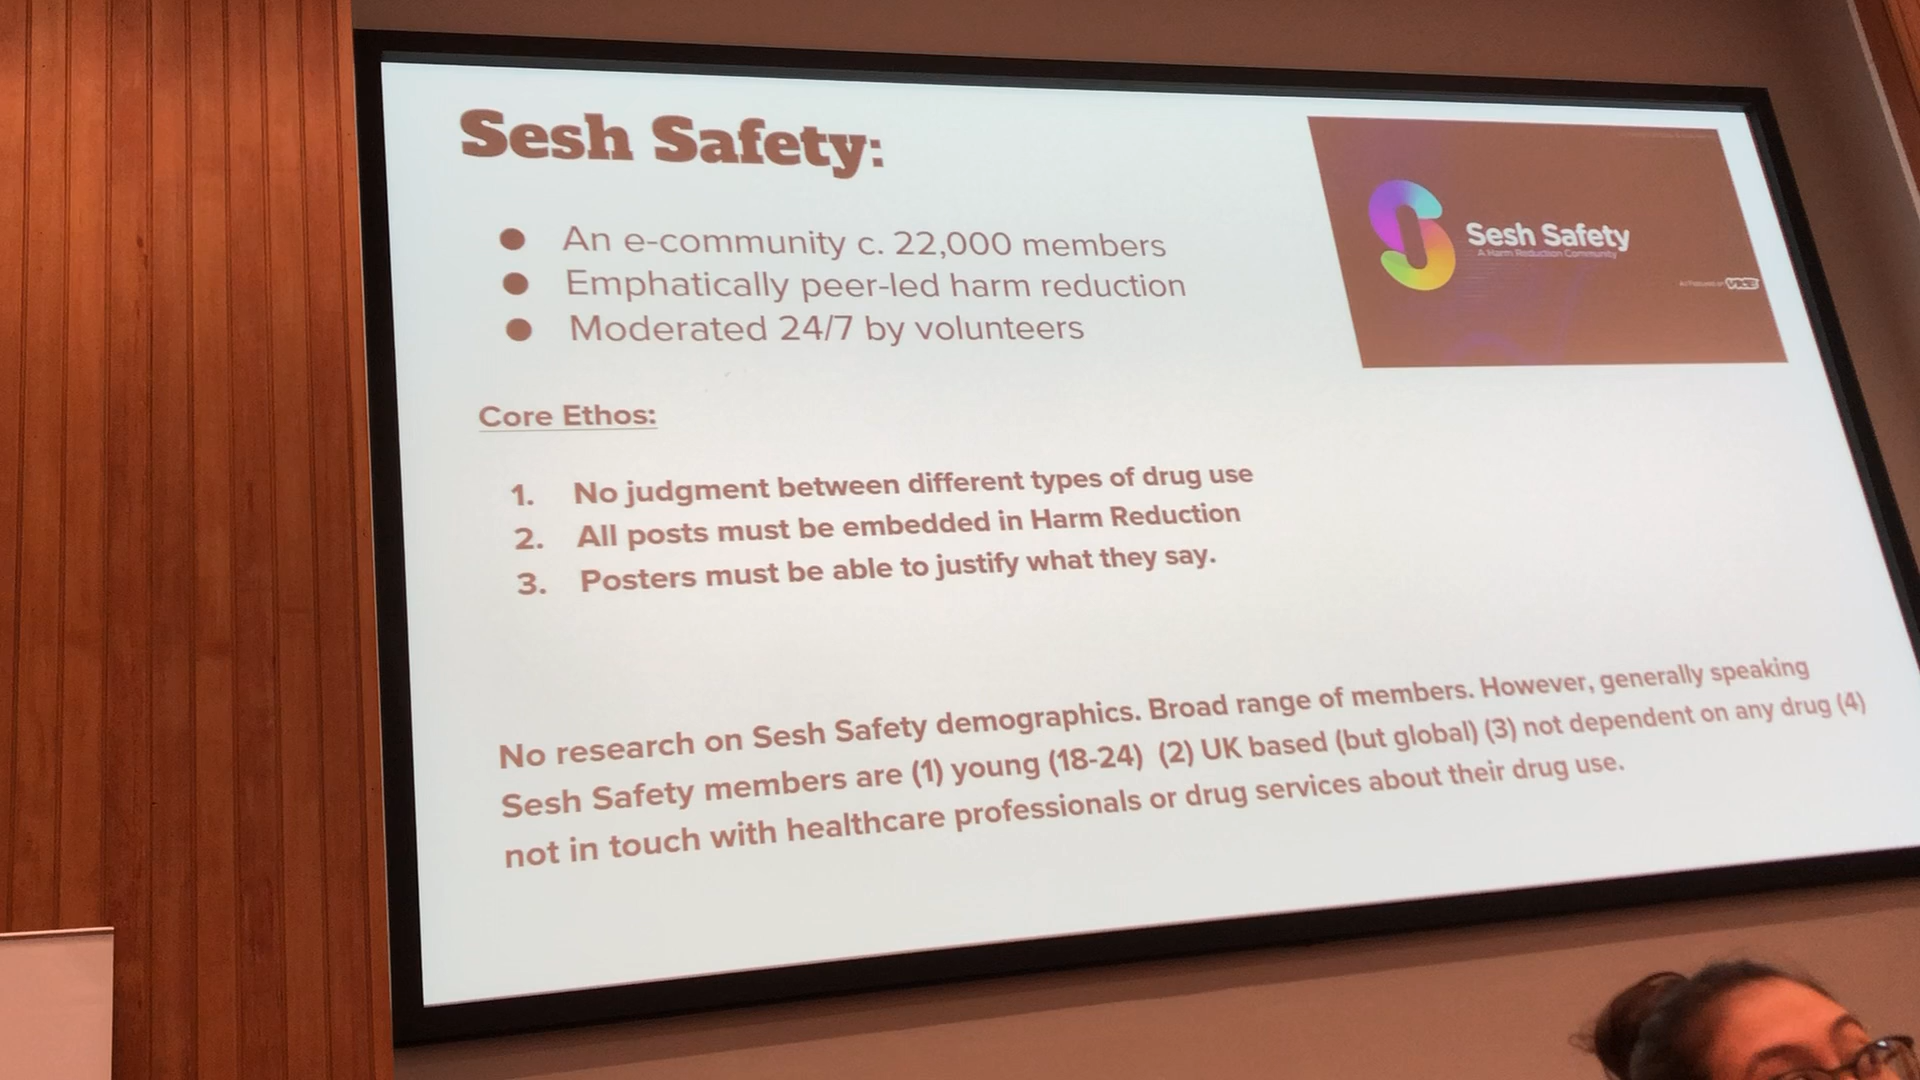 Sesh Safety:
● An e-community c. 22,000 members
● Emphatically peer-led harm reduction
● Moderated 24/7 by volunteers
Sesh Safety
A Harm Reduction Community
As Featured on VICE
Core Ethos:
1. No judgment between different types of drug use
2. All posts must be embedded in Harm Reduction
3. Posters must be able to justify what they say.
No research on Sesh Safety demographics. Broad range of members. However, generally speaking
Sesh Safety members are (1) young (18-24) (2) UK based (but global) (3) not dependent on any drug (4)
not in touch with healthcare professionals or drug services about their drug use.